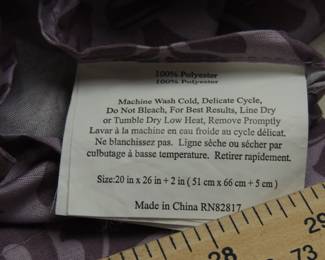 100% Polyester
100% Polyester
Machine Wash Cold, Delicate Cycle,
Do Not Bleach, For Best Results, Line Dry
or Tumble Dry Low Heat, Remove Promptly
Lavar à la machine en eau froide au cycle délicat.
Ne blanchissez pas. Ligne sèche ou sécher par
culbutage à basse temperature. Retirer rapidement.
Size:20 in x 26 in + 2 in ( 51 cm x 66 cm + 5 cm )
Made in China RN82817
28
29
73